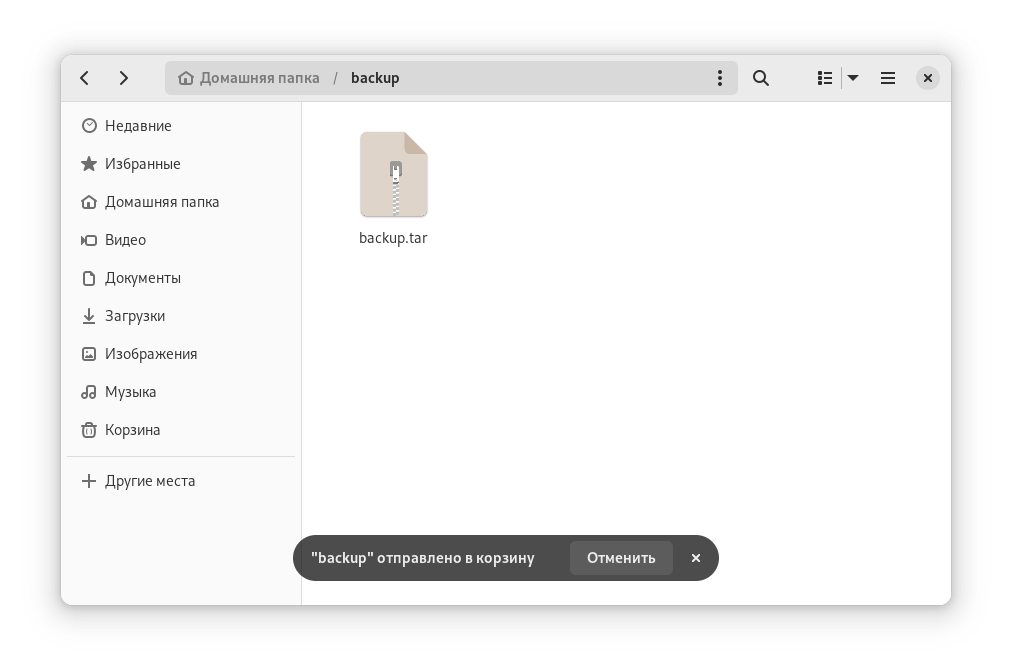 Домашняя папка / backup
Недавние
Избранные
Домашняя папка
Видео
Документы
Загрузки
Изображения
Музыка
Корзина
Другие места
backup.tar
"backup" отправлено в корзину Отменить